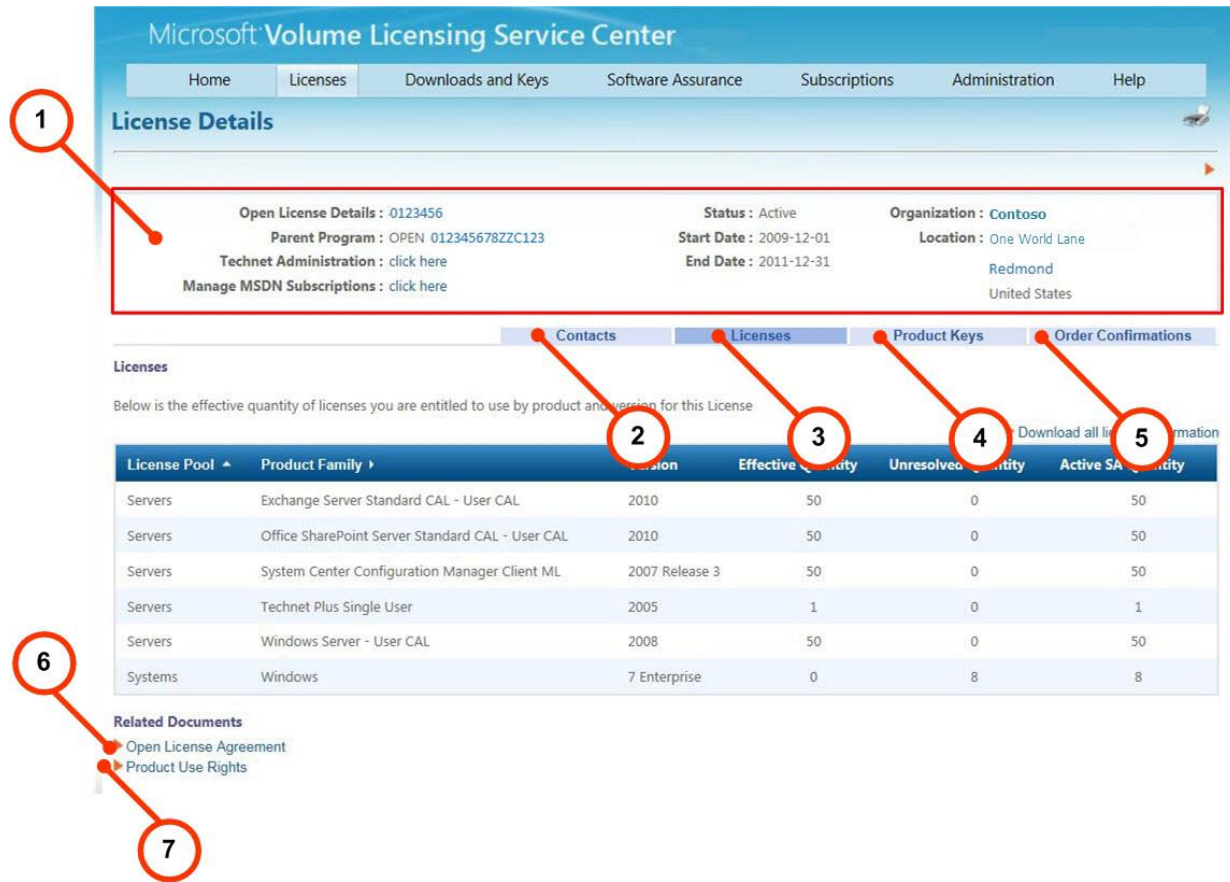 Microsoft Volume Licensing Service Center
Home Licenses Downloads and Keys Software Assurance Subscriptions Administration Help
1
License Details
Open License Details : 0123456 Status : Active Organization : Contoso
Parent Program : OPEN 012345678ZZC123 Start Date : 2009-12-01 Location : One World Lane
Technet Administration : click here End Date : 2011-12-31 Redmond
Manage MSDN Subscriptions : click here United States
Contacts Licenses Product Keys Order Confirmations
Licenses
Below is the effective quantity of licenses you are entitled to use by product and version for this License
2 3 4 5
Download all
License Pool Product Family Version Effective Quantity Unresolved Quantity Active SA Quantity
Servers Exchange Server Standard CAL - User CAL 2010 50 0 50
Servers Office SharePoint Server Standard CAL - User CAL 2010 50 0 50
Servers System Center Configuration Manager Client ML 2007 Release 3 50 0 50
Servers Technet Plus Single User 2005 1 0 1
Servers Windows Server - User CAL 2008 50 0 50
6
Systems Windows 7 Enterprise 0 8 8
Related Documents
Open License Agreement
Product Use Rights
7